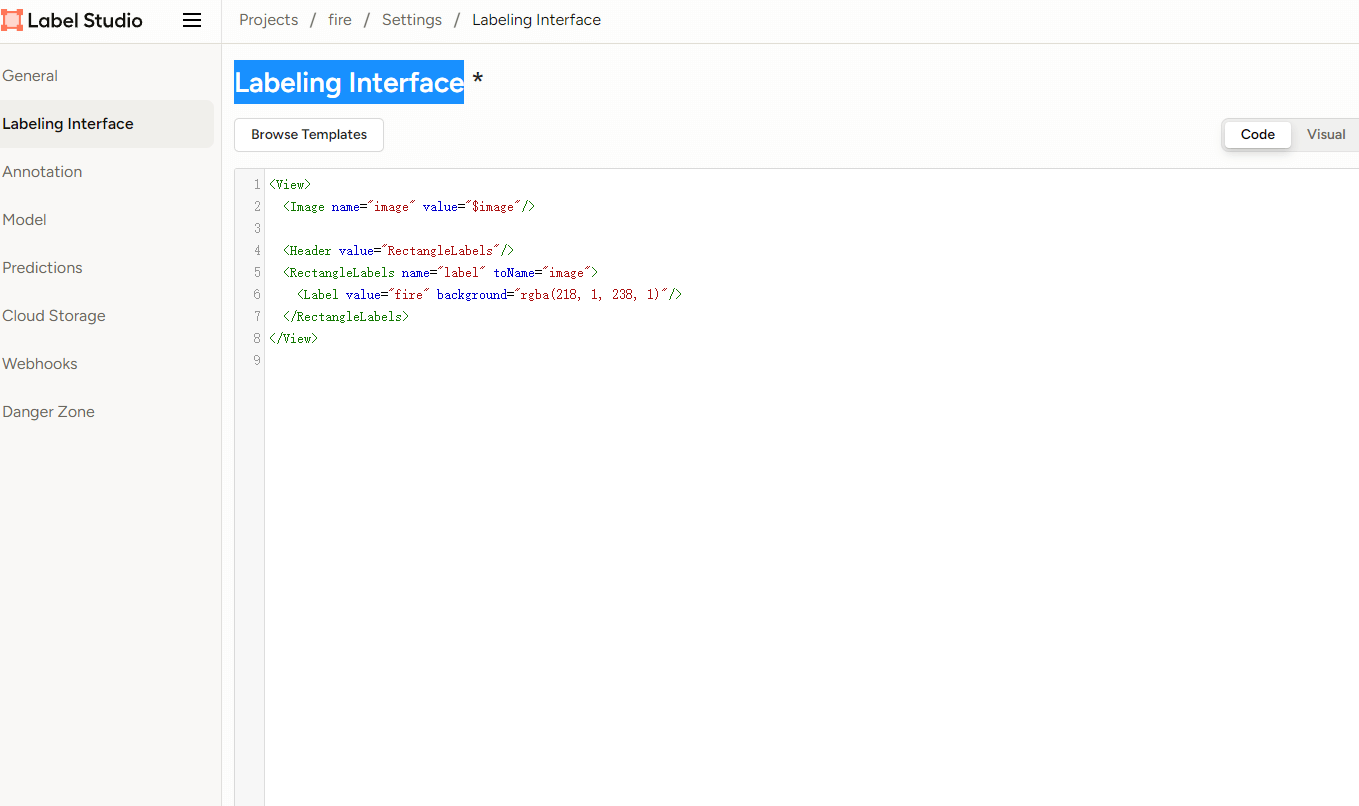 Label Studio
Projects / fire / Settings / Labeling Interface
General
Labeling Interface
Annotation
Model
Predictions
Cloud Storage
Webhooks
Danger Zone
Labeling Interface *
Browse Templates
Code Visual
1 <View>
2   <Image name="image" value="$image"/>
3
4   <Header value="RectangleLabels"/>
5   <RectangleLabels name="label" toName="image">
6     <Label value="fire" background="rgba(218, 1, 238, 1)"/>
7   </RectangleLabels>
8 </View>
9